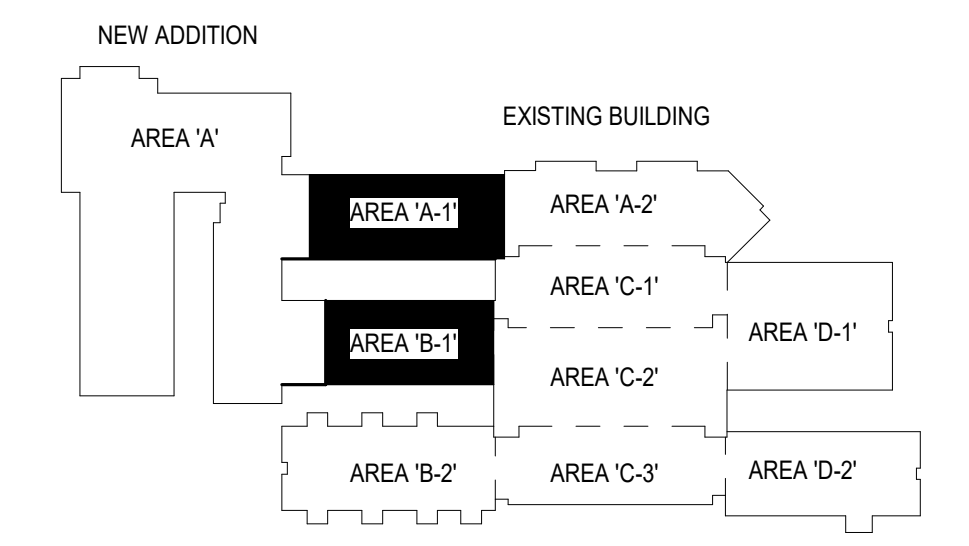 NEW ADDITION
EXISTING BUILDING
AREA 'A'
AREA 'A-1'
AREA 'A-2'
AREA 'C-1'
AREA 'B-1'
AREA 'D-1'
AREA 'C-2'
AREA 'B-2'
AREA 'C-3'
AREA 'D-2'